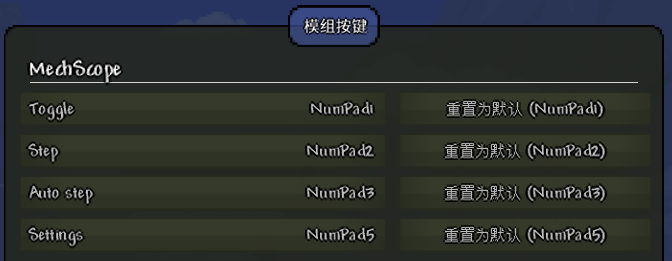 模组按键
MechScope
Toggle NumPad1 重置为默认 (NumPad1)
Step NumPad2 重置为默认 (NumPad2)
Auto step NumPad3 重置为默认 (NumPad3)
Settings NumPad5 重置为默认 (NumPad5)